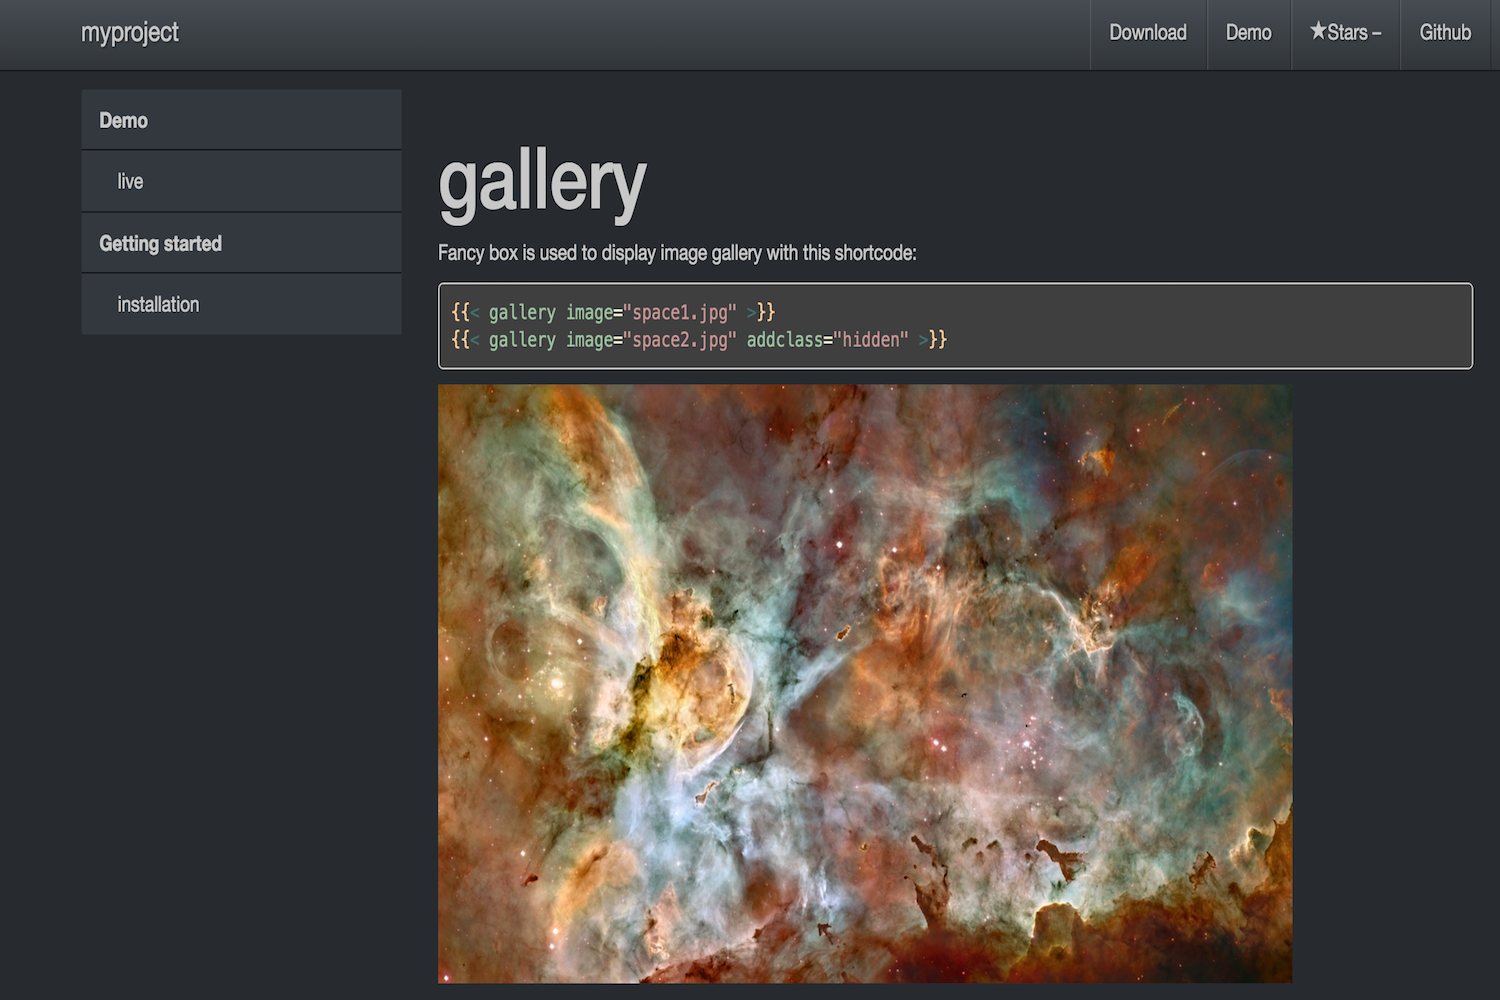 myproject
Download
Demo
★Stars –
Github
Demo
live
Getting started
installation
gallery
Fancy box is used to display image gallery with this shortcode:
{{< gallery image="space1.jpg" >}}
{{< gallery image="space2.jpg" addclass="hidden" >}}